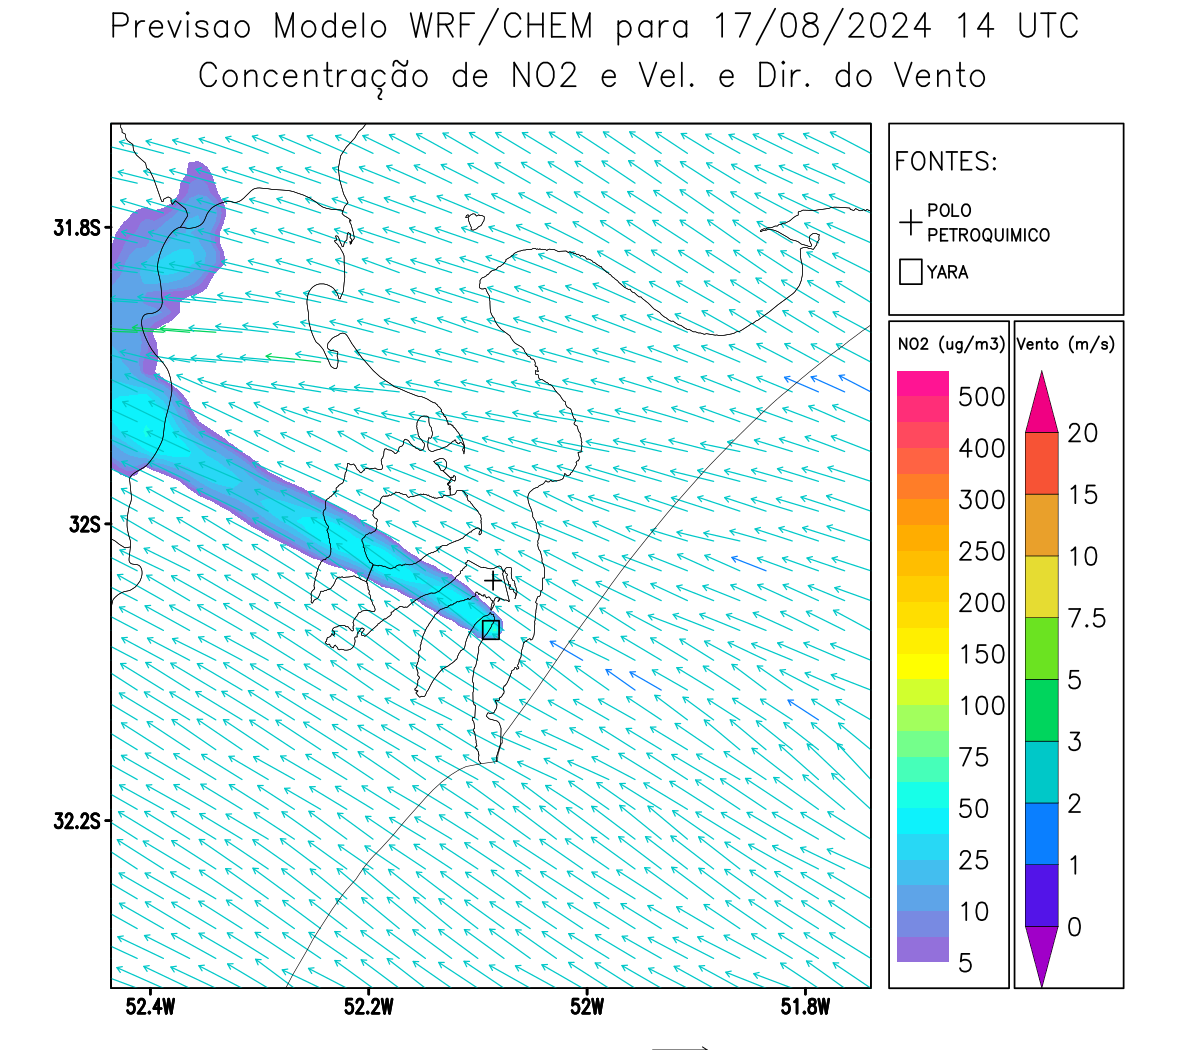 Previsao Modelo WRF/CHEM para 17/08/2024 14 UTC
Concentração de NO2 e Vel. e Dir. do Vento
FONTES:
POLO
PETROQUIMICO
YARA
NO2 (ug/m3)
500
400
300
250
200
150
100
75
50
25
10
5
Vento (m/s)
20
15
10
7.5
5
3
2
1
0
31.8S
32S
32.2S
52.4W 52.2W 52W 51.8W